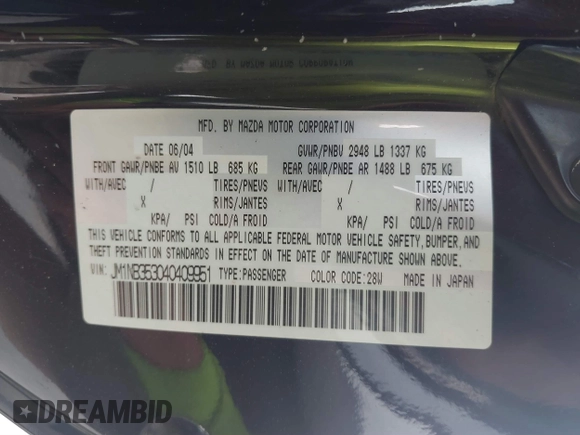 MFD. BY MAZDA MOTOR CORPORATION
DATE 06/04 GVWR/PNBV 2948 LB 1337 KG
FRONT GAWR/PNBE AV 1510 LB 685 KG REAR GAWR/PNBE AR 1488 LB 675 KG
WITH/AVEC / TIRES/PNEVS WITH/AVEC / TIRES/PNEVS
X RIMS/JANTES X RIMS/JANTES
KPA/ PSI COLD/A FROID KPA/ PSI COLD/A FROID
THIS VEHICLE CONFORMS TO ALL APPLICABLE FEDERAL MOTOR VEHICLE SAFETY, BUMPER, AND
THEFT PREVENTION STANDARDS IN EFFECT ON THE DATE OF MANUFACTURE SHOWN ABOVE.
VIN: JM1NB353040409951 TYPE:PASSENGER COLOR CODE:28W MADE IN JAPAN
DREAMBID